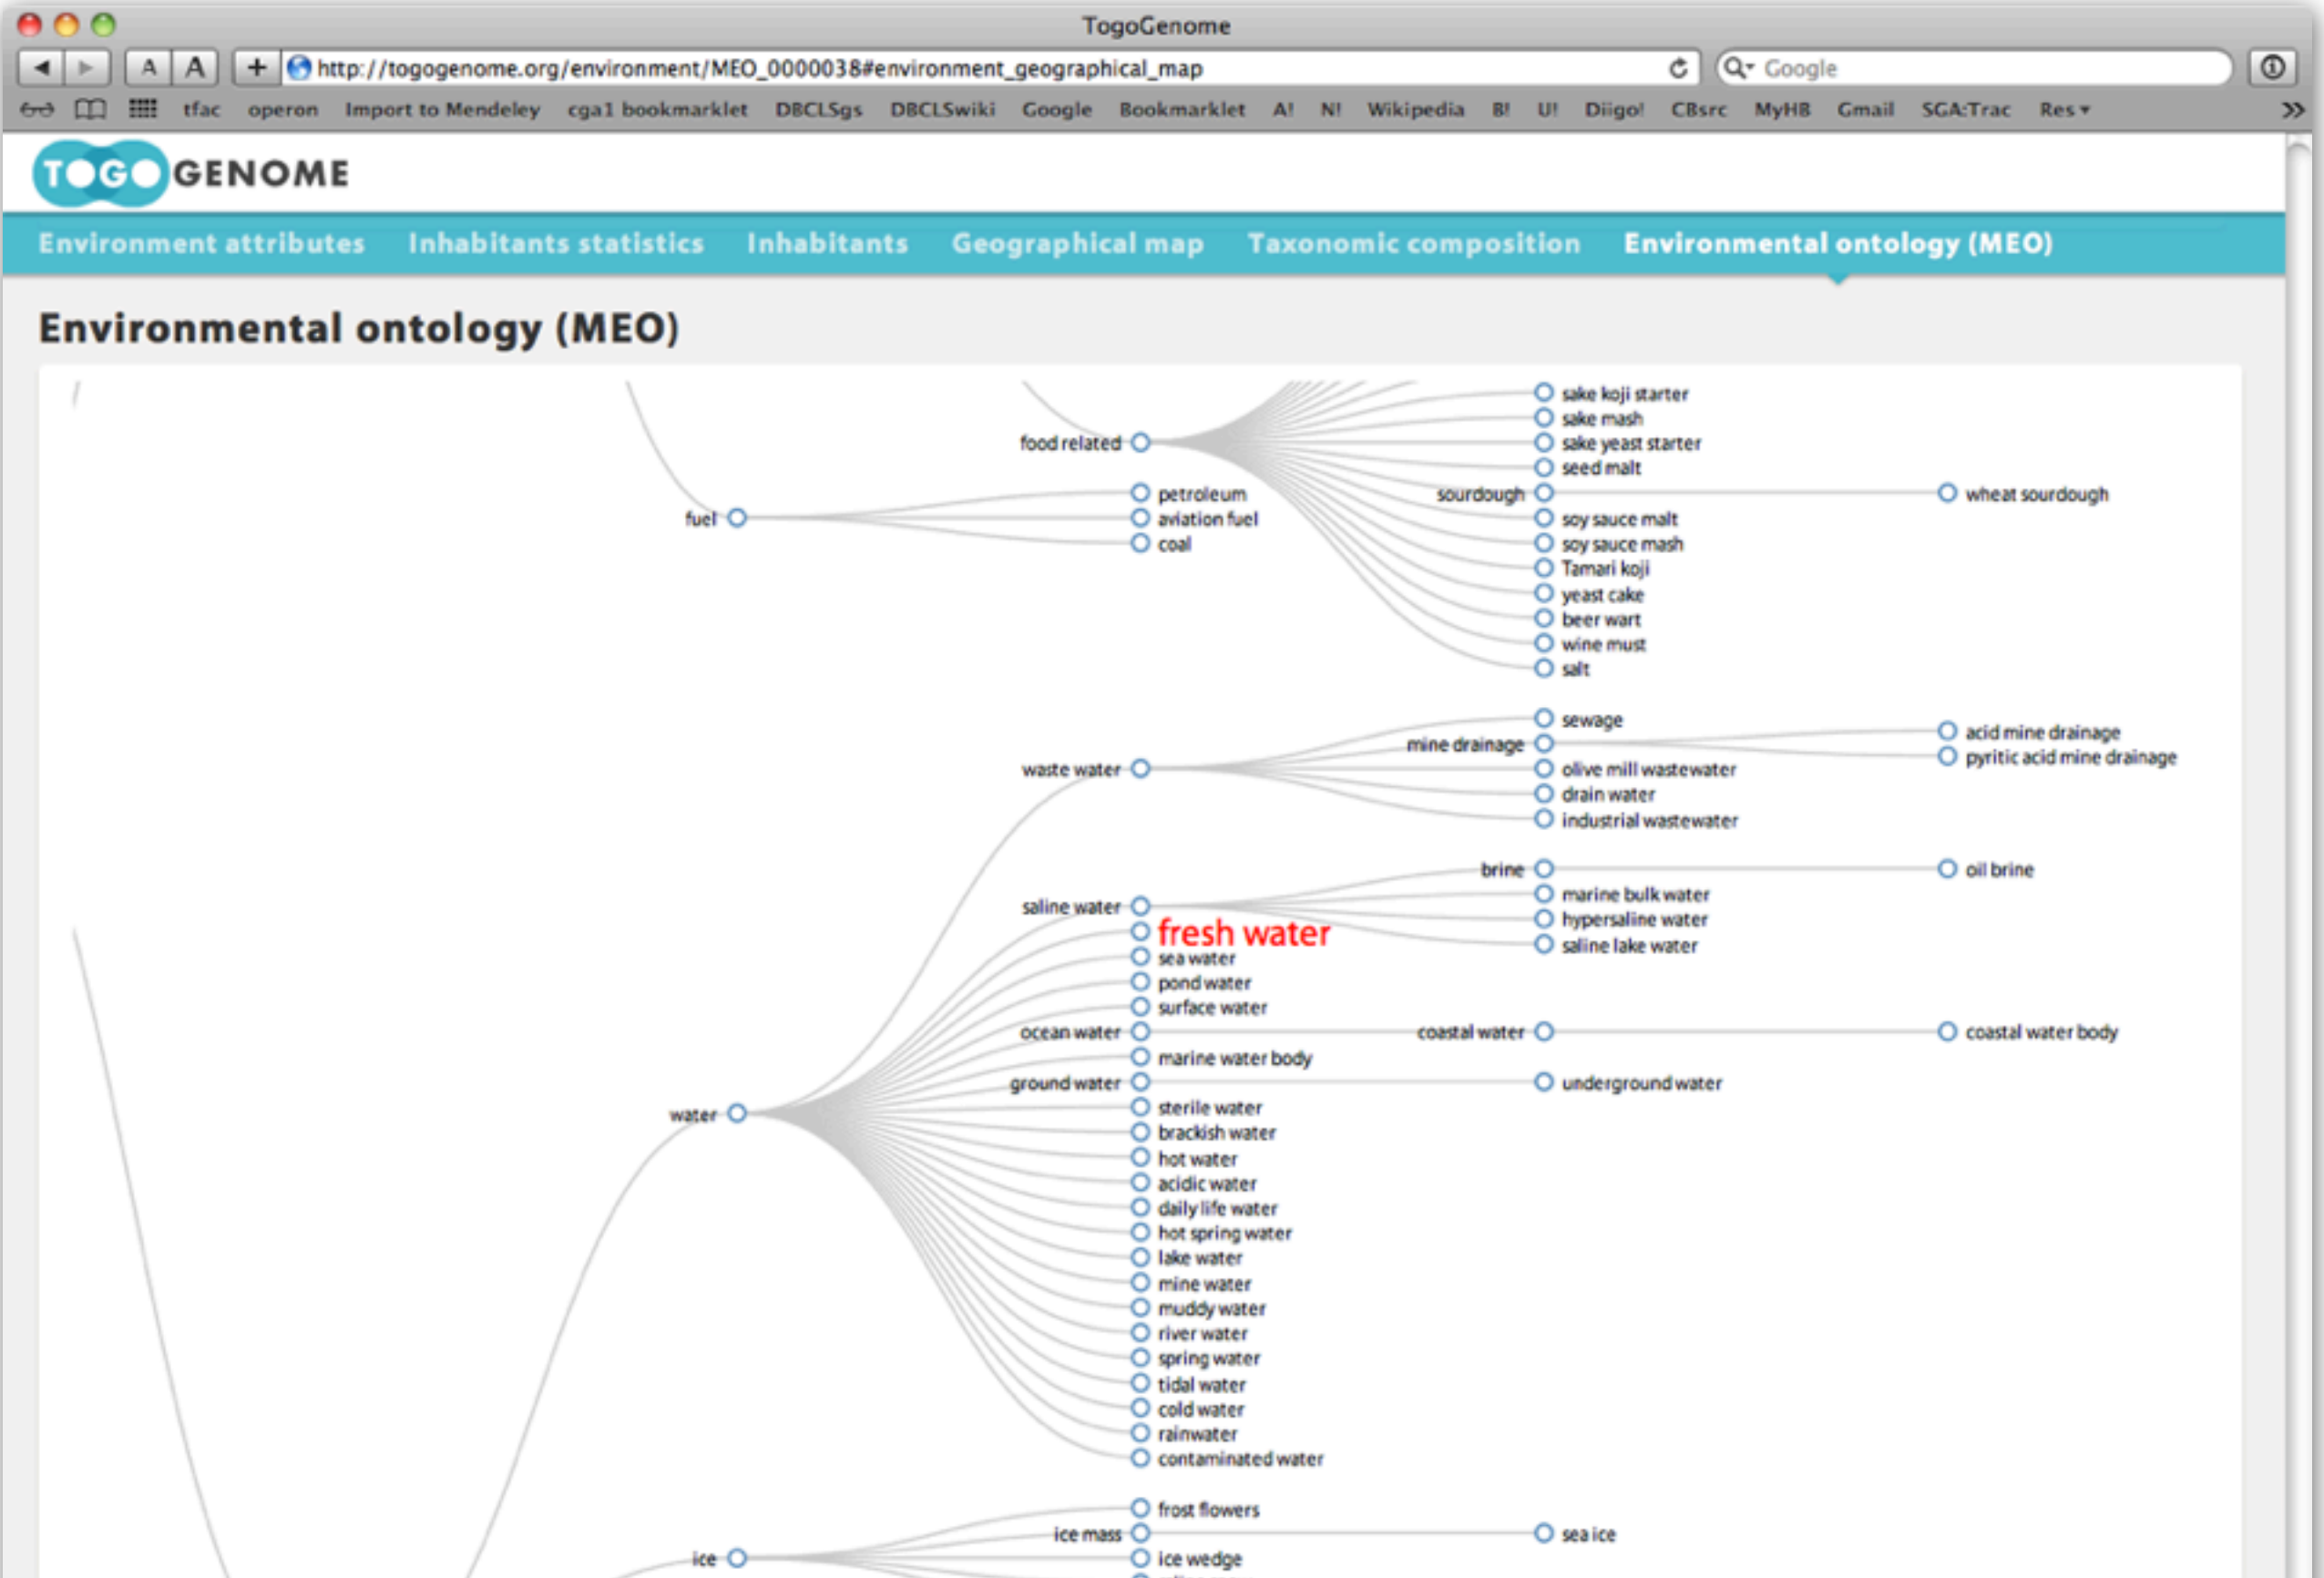 TogoGenome
A A + http://togogenome.org/environment/MEO_0000038#environment_geographical_map Google
tfac operon Import to Mendeley cga1 bookmarklet DBCLSgs DBCLSwiki Google Bookmarklet A! N! Wikipedia B! U! Diigo! CBsrc MyHB Gmail SGA:Trac Res
TOGO GENOME
Environment attributes Inhabitants statistics Inhabitants Geographical map Taxonomic composition Environmental ontology (MEO)
Environmental ontology (MEO)
sake koji starter
sake mash
food related sake yeast starter
seed malt
petroleum sourdough wheat sourdough
fuel aviation fuel soy sauce malt
coal soy sauce mash
Tamari koji
yeast cake
beer wart
wine must
salt
sewage
acid mine drainage
mine drainage
pyritic acid mine drainage
waste water olive mill wastewater
drain water
industrial wastewater
brine oil brine
marine bulk water
saline water
hypersaline water
fresh water
saline lake water
sea water
pond water
surface water
ocean water coastal water coastal water body
marine water body
ground water underground water
sterile water
water
brackish water
hot water
acidic water
daily life water
hot spring water
lake water
mine water
muddy water
river water
spring water
tidal water
cold water
rainwater
contaminated water
frost flowers
ice mass sea ice
ice ice wedge